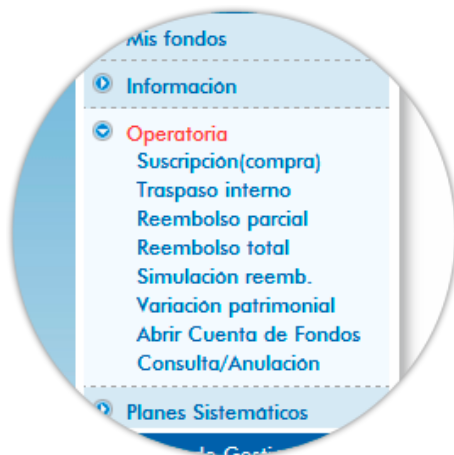 Mis fondos
Información
Operatoria
Suscripción(compra)
Traspaso interno
Reembolso parcial
Reembolso total
Simulación reemb.
Variación patrimonial
Abrir Cuenta de Fondos
Consulta/Anulación
Planes Sistemáticos
de